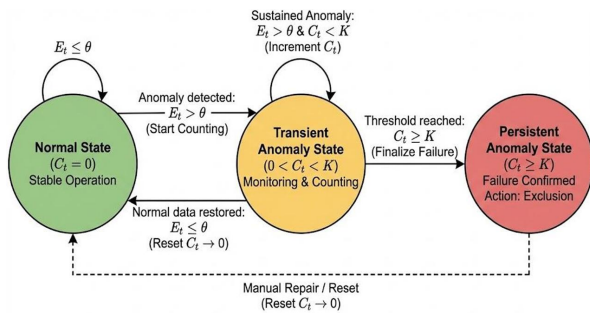 Sustained Anomaly:
E_t > θ & C_t < K
(Increment C_t)
E_t ≤ θ
Anomaly detected:
E_t > θ
(Start Counting)
Threshold reached:
C_t ≥ K
(Finalize Failure)
Normal State
(C_t = 0)
Stable Operation
Transient
Anomaly State
(0 < C_t < K)
Monitoring & Counting
Persistent
Anomaly State
(C_t ≥ K)
Failure Confirmed
Action: Exclusion
Normal data restored:
E_t ≤ θ
(Reset C_t → 0)
Manual Repair / Reset
(Reset C_t → 0)